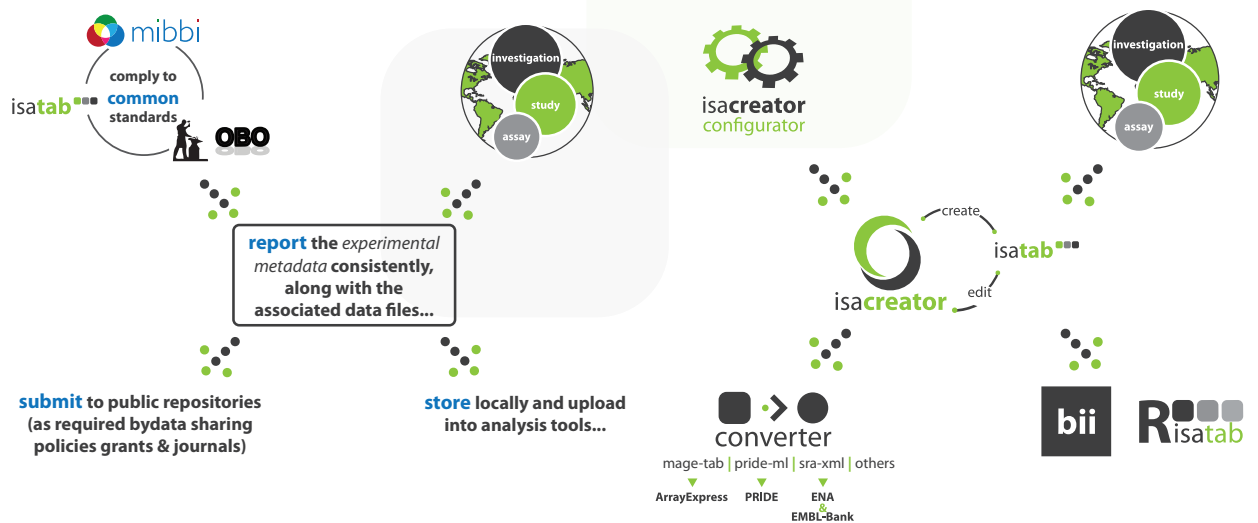 mibbi
comply to
common
standards
isatab
OBO
investigation
study
assay
report the experimental
metadata consistently,
along with the
associated data files...
submit to public repositories
(as required bydata sharing
policies grants & journals)
store locally and upload
into analysis tools...
isacreator
configurator
investigation
study
assay
create
isatab
edit
isacreator
converter
mage-tab | pride-ml | sra-xml | others
ArrayExpress PRIDE ENA
&
EMBL-Bank
bii
Risatab